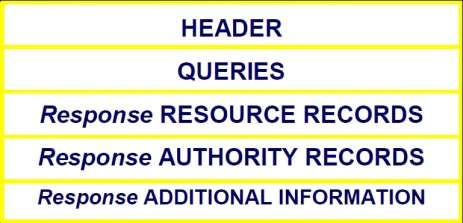 HEADER
QUERIES
Response RESOURCE RECORDS
Response AUTHORITY RECORDS
Response ADDITIONAL INFORMATION